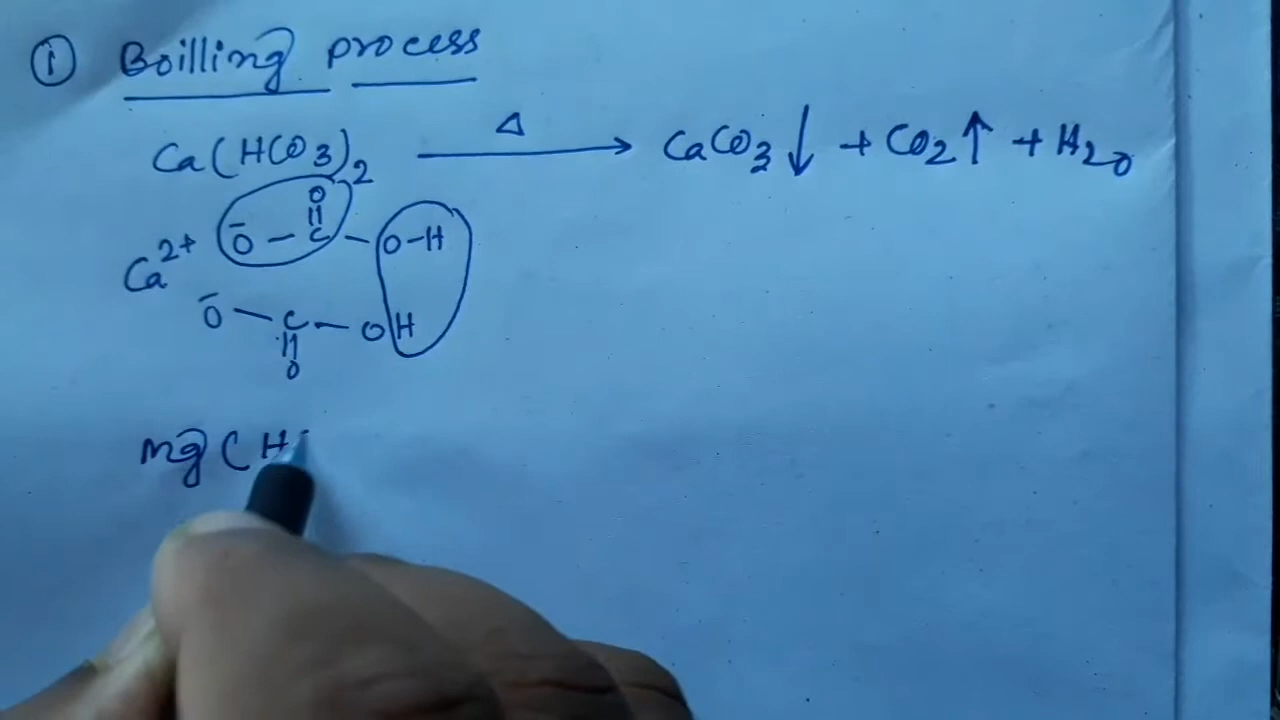 ① Boilling process
Δ
Ca(HCO3)2 → CaCO3↓ + CO2↑ + H2O
O
||
Ca2+ -O - C - O-H
-O - C - OH
||
O
Mg(H